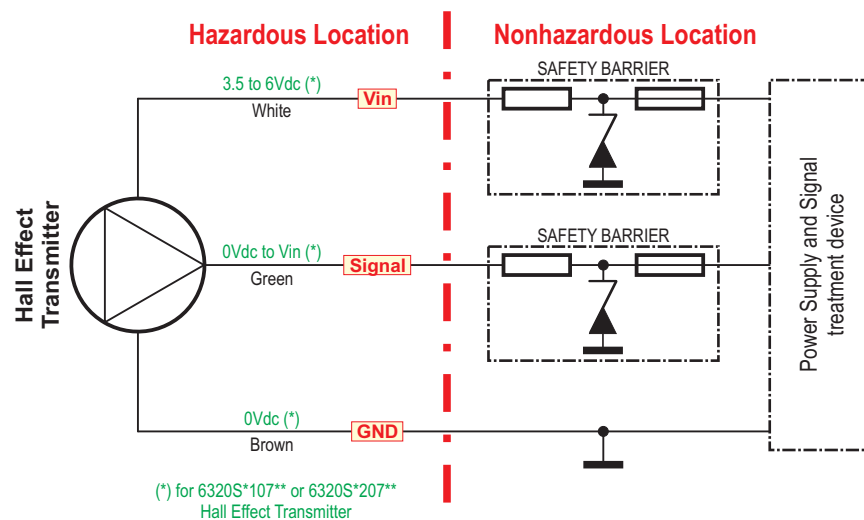 Hazardous Location
Nonhazardous Location
SAFETY BARRIER
3.5 to 6Vdc (*)
Vin
White
Hall Effect
Transmitter
0Vdc to Vin (*)
Signal
Green
SAFETY BARRIER
Power Supply and Signal
treatment device
0Vdc (*)
GND
Brown
(*) for 6320S*107** or 6320S*207**
Hall Effect Transmitter